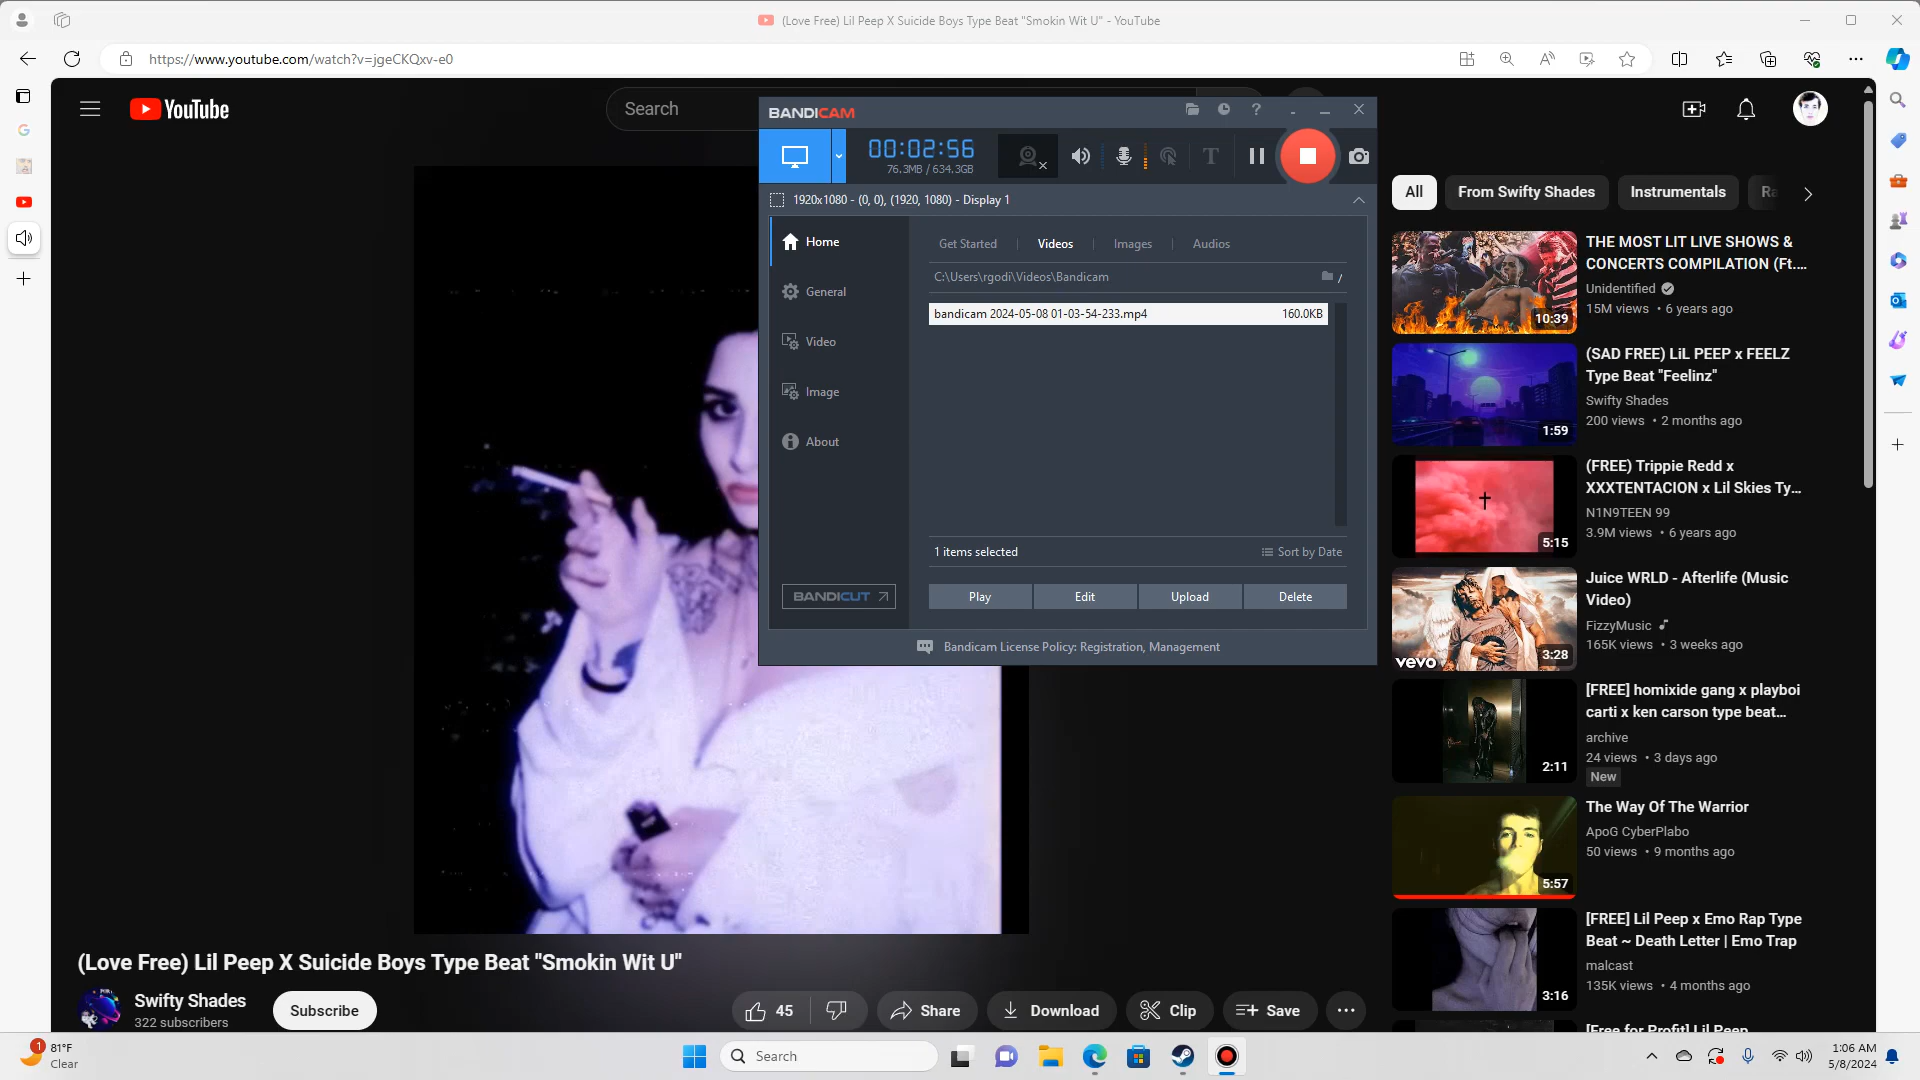 (Love Free) Lil Peep X Suicide Boys Type Beat "Smokin Wit U" - YouTube
https://www.youtube.com/watch?v=jgeCKQxv-e0
YouTube
Search
BANDICAM
00:02:56
76.3MB / 634.3GB
1920x1080 - (0, 0), (1920, 1080) - Display 1
Home
General
Video
Image
About
BANDICUT
Get Started
Videos
Images
Audios
C:\Users\rgodi\Videos\Bandicam
bandicam 2024-05-08 01-03-54-233.mp4
160.0KB
1 items selected
Sort by Date
Play
Edit
Upload
Delete
Bandicam License Policy: Registration, Management
All
From Swifty Shades
Instrumentals
Ra
THE MOST LIT LIVE SHOWS &
CONCERTS COMPILATION (Ft....
Unidentified
15M views • 6 years ago
10:39
(SAD FREE) LiL PEEP x FEELZ
Type Beat "Feelinz"
Swifty Shades
200 views • 2 months ago
1:59
(FREE) Trippie Redd x
XXXTENTACION x Lil Skies Ty...
N1N9TEEN 99
3.9M views • 6 years ago
5:15
Juice WRLD - Afterlife (Music
Video)
FizzyMusic
165K views • 3 weeks ago
vevo
3:28
[FREE] homixide gang x playboi
carti x ken carson type beat...
archive
24 views • 3 days ago
New
2:11
The Way Of The Warrior
ApoG CyberPlabo
50 views • 9 months ago
5:57
[FREE] Lil Peep x Emo Rap Type
Beat ~ Death Letter | Emo Trap
malcast
135K views • 4 months ago
3:16
[Free for Profit] Lil Peep
(Love Free) Lil Peep X Suicide Boys Type Beat "Smokin Wit U"
Swifty Shades
322 subscribers
Subscribe
45
Share
Download
Clip
Save
1
81°F
Clear
Search
1:06 AM
5/8/2024